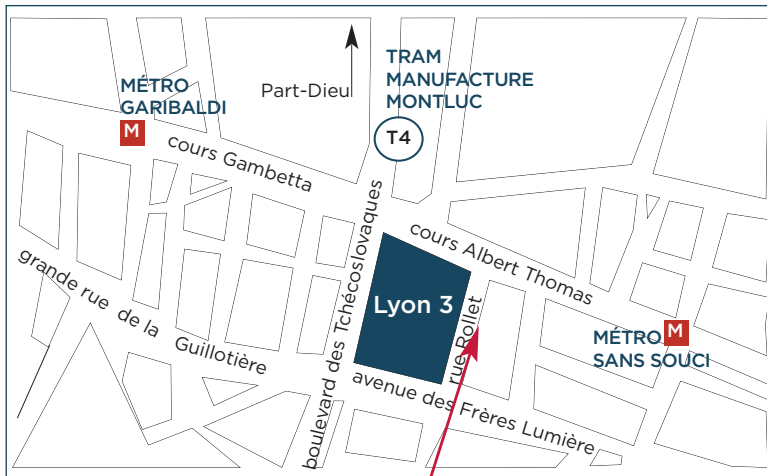 MÉTRO
GARIBALDI
M
Part-Dieu
TRAM
MANUFACTURE
MONTLUC
T4
cours Gambetta
boulevard des Tchécoslovaques
cours Albert Thomas
grande rue de la Guillotière
Lyon 3
rue Rollet
MÉTRO
SANS SOUCI
M
avenue des Frères Lumière